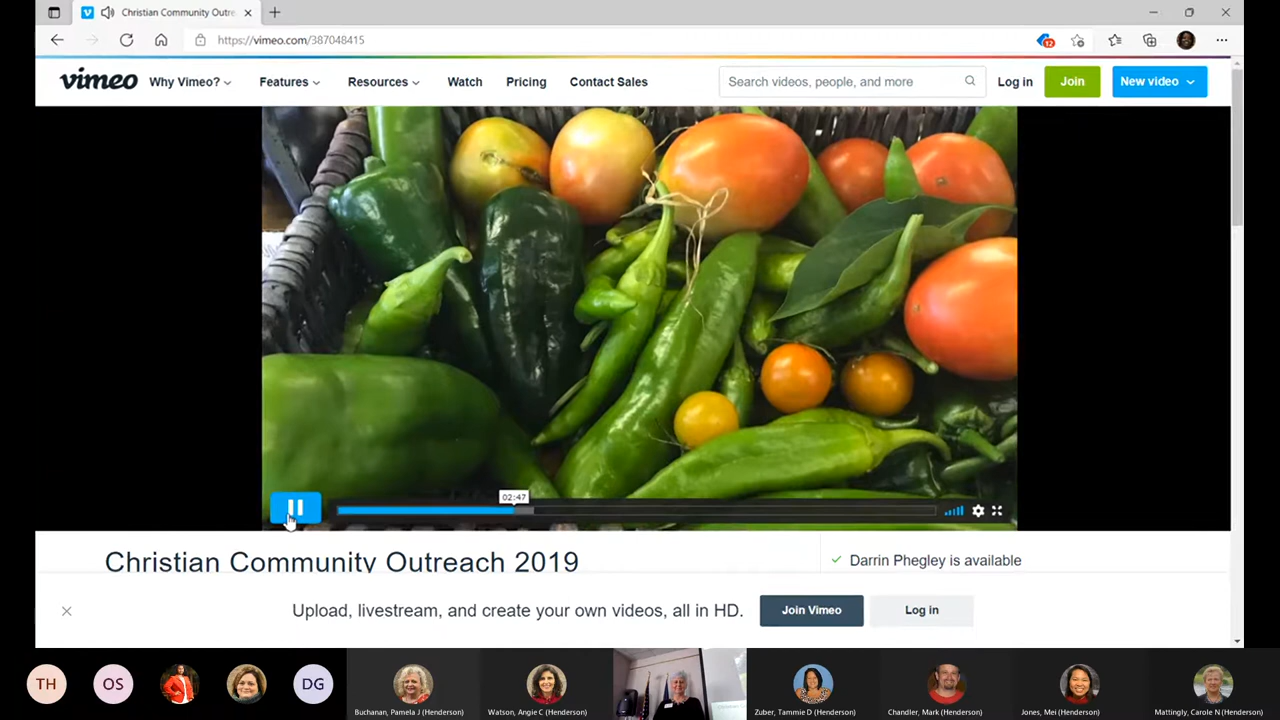 Christian Community Outre
https://vimeo.com/387048415
12
vimeo Why Vimeo? Features Resources Watch Pricing Contact Sales Search videos, people, and more Log in Join New video
02:47
Christian Community Outreach 2019
Darrin Phegley is available
Upload, livestream, and create your own videos, all in HD. Join Vimeo Log in
TH OS DG
Buchanan, Pamela J (Henderson) Watson, Angie C (Henderson) Zuber, Tammie D (Henderson) Chandler, Mark (Henderson) Jones, Mei (Henderson) Mattingly, Carole N (Henderson)